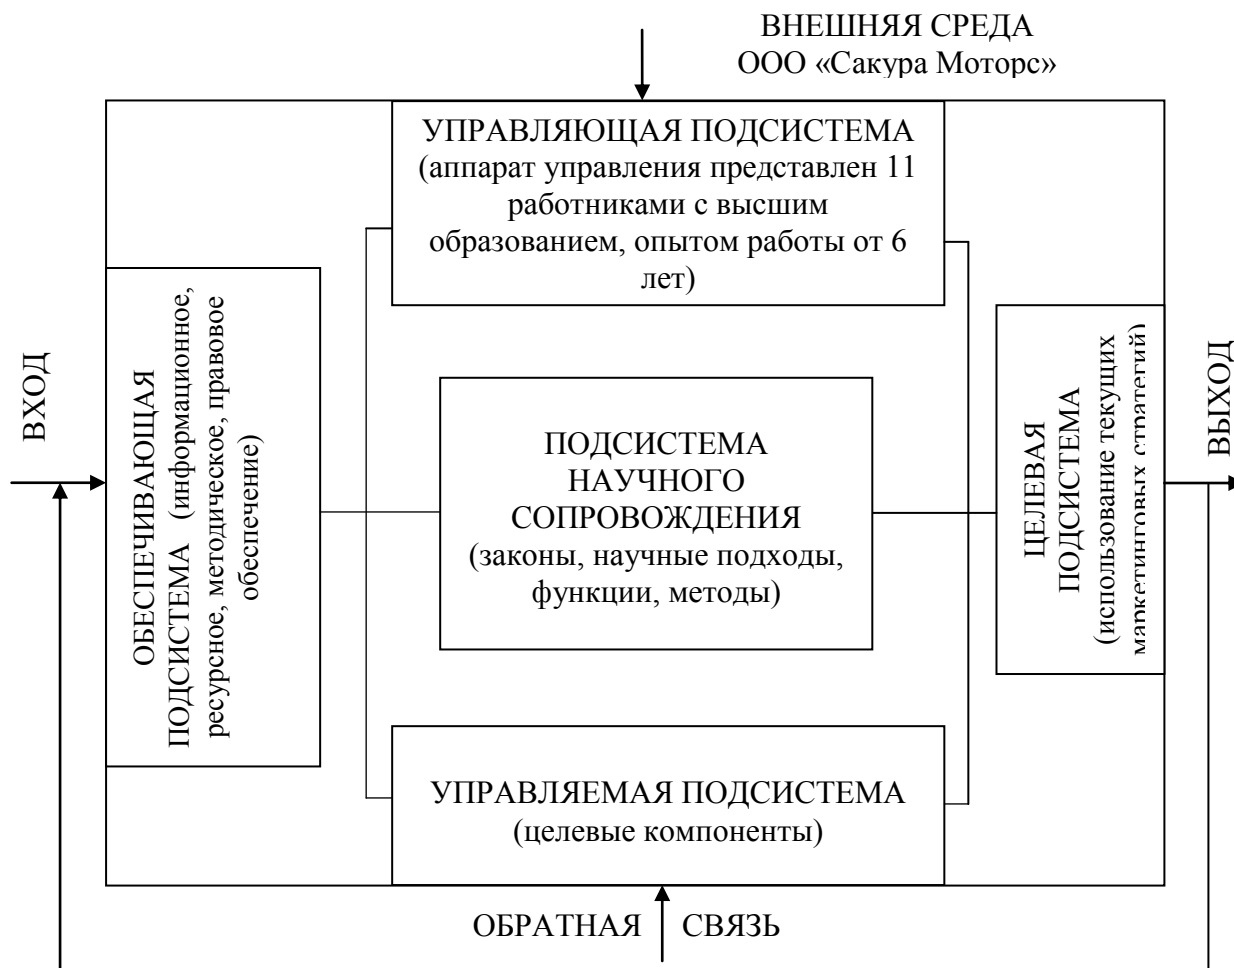 ВНЕШНЯЯ СРЕДА
ООО «Сакура Моторс»
УПРАВЛЯЮЩАЯ ПОДСИСТЕМА
(аппарат управления представлен 11
работниками с высшим
образованием, опытом работы от 6
лет)
ВХОД
ОБЕСПЕЧИВАЮЩАЯ
ПОДСИСТЕМА (информационное,
ресурсное, методическое, правовое
обеспечение)
ПОДСИСТЕМА
НАУЧНОГО
СОПРОВОЖДЕНИЯ
(законы, научные подходы,
функции, методы)
ЦЕЛЕВАЯ
ПОДСИСТЕМА
(использование текущих
маркетинговых стратегий)
ВЫХОД
УПРАВЛЯЕМАЯ ПОДСИСТЕМА
(целевые компоненты)
ОБРАТНАЯ СВЯЗЬ